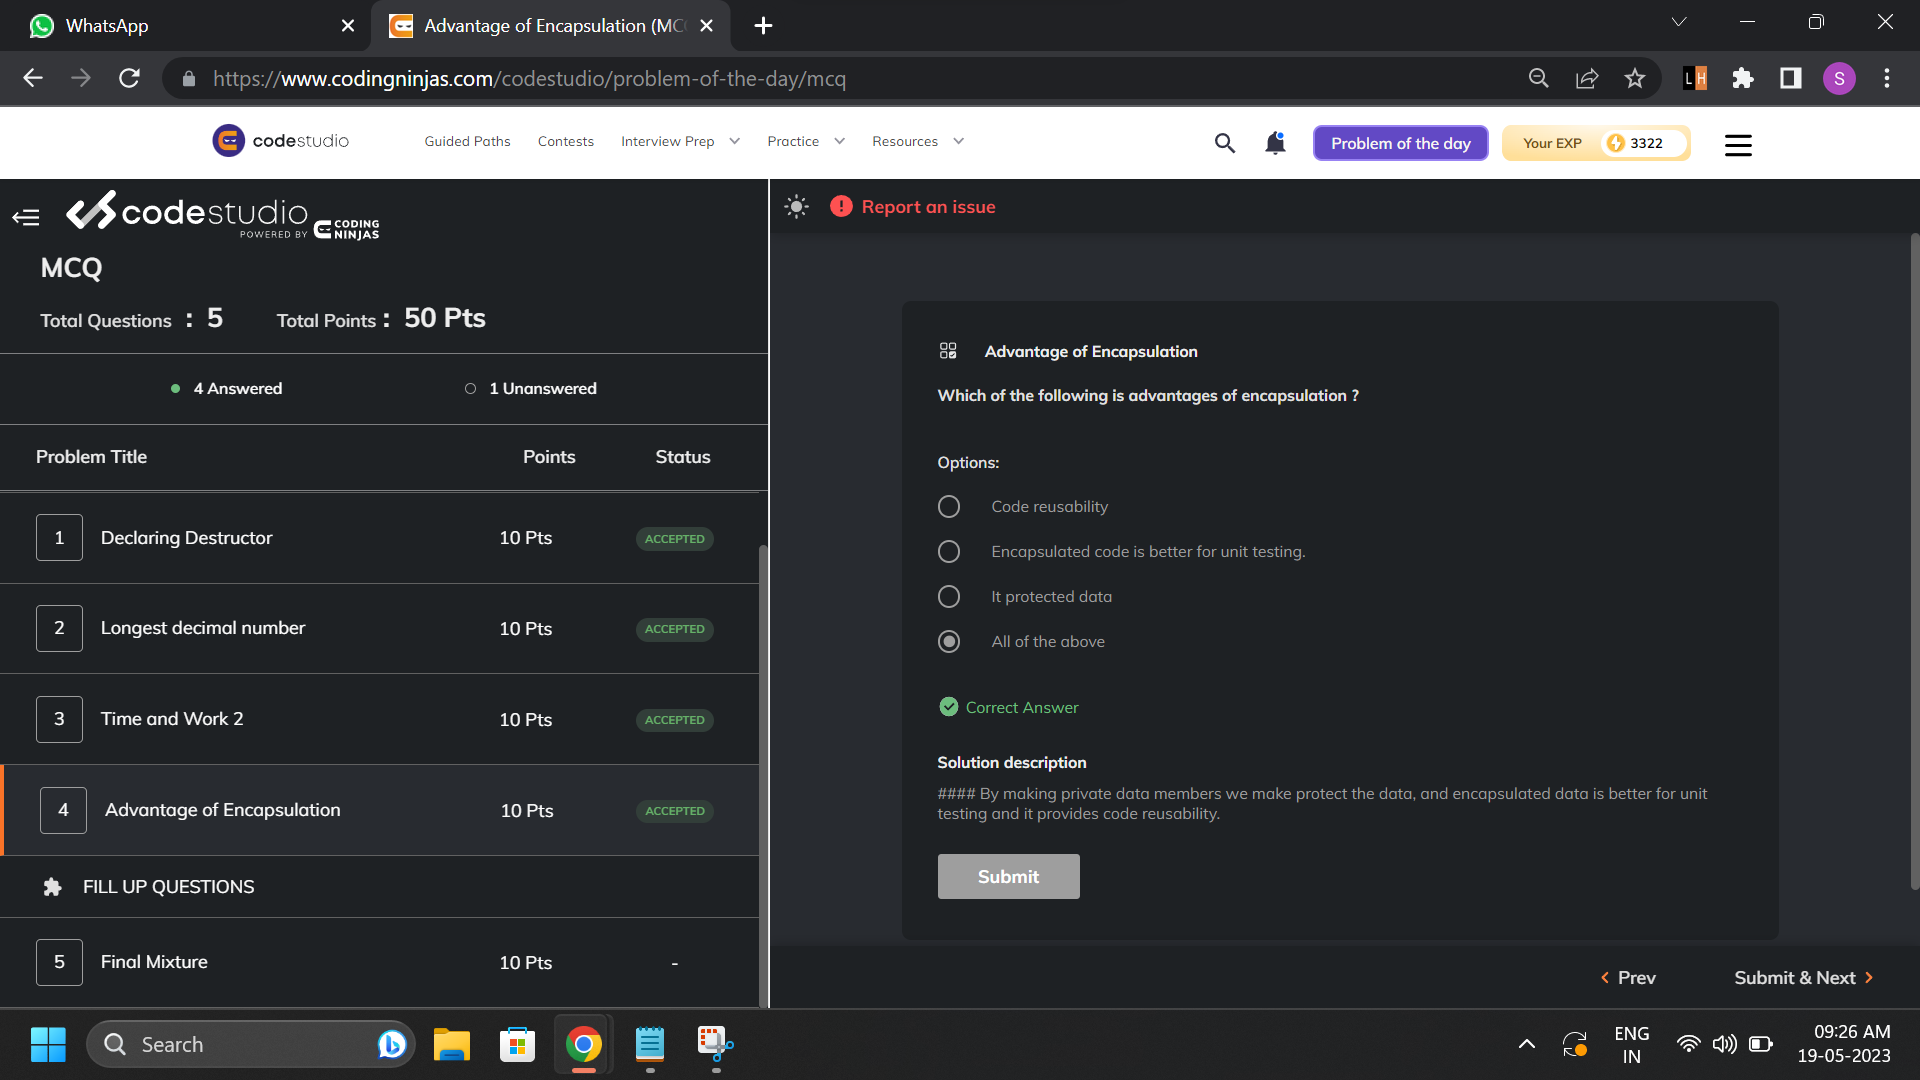 WhatsApp
Advantage of Encapsulation (MC
https://www.codingninjas.com/codestudio/problem-of-the-day/mcq
LH
S
codestudio
Guided Paths
Contests
Interview Prep
Practice
Resources
Problem of the day
Your EXP
3322
codestudio
POWERED BY CODING NINJAS
Report an issue
MCQ
Total Questions : 5
Total Points : 50 Pts
4 Answered
1 Unanswered
Problem Title Points Status
1 Declaring Destructor 10 Pts ACCEPTED
2 Longest decimal number 10 Pts ACCEPTED
3 Time and Work 2 10 Pts ACCEPTED
4 Advantage of Encapsulation 10 Pts ACCEPTED
FILL UP QUESTIONS
5 Final Mixture 10 Pts -
Advantage of Encapsulation
Which of the following is advantages of encapsulation ?
Options:
Code reusability
Encapsulated code is better for unit testing.
It protected data
All of the above
Correct Answer
Solution description
#### By making private data members we make protect the data, and encapsulated data is better for unit
testing and it provides code reusability.
Submit
Prev
Submit & Next
Search
ENG
IN
09:26 AM
19-05-2023